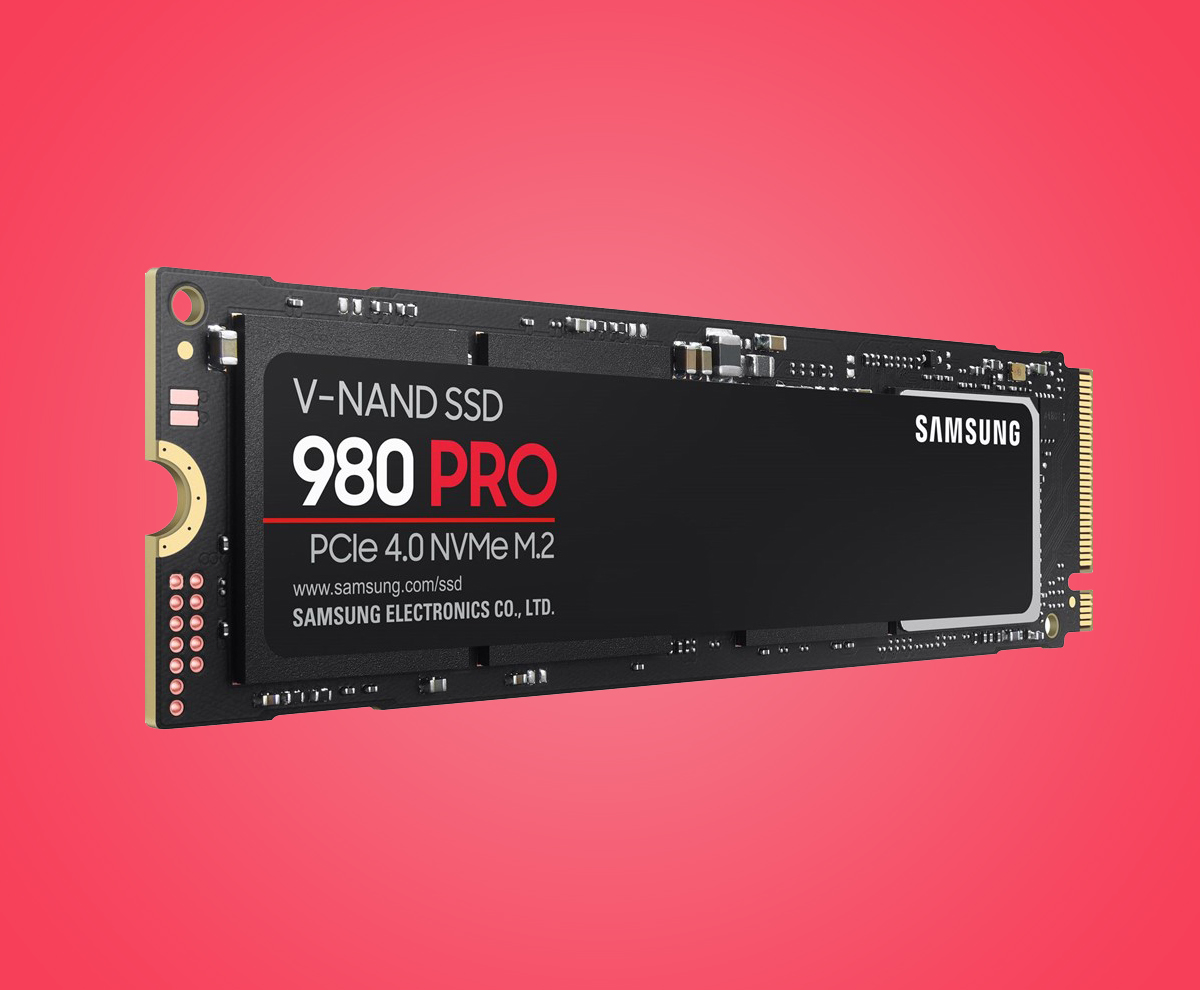 V-NAND SSD
980 PRO
PCIe 4.0 NVMe M.2
www.samsung.com/ssd
SAMSUNG ELECTRONICS CO., LTD.
SAMSUNG